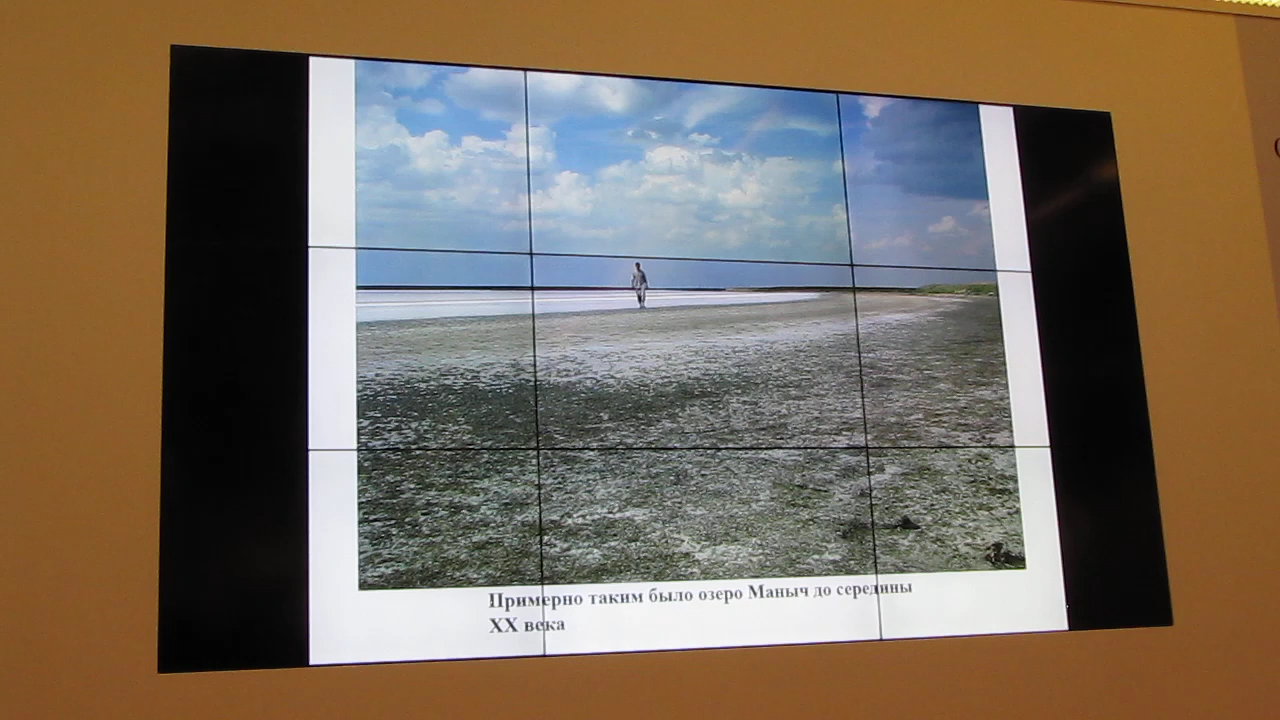 Примерно таким было озеро Маныч до середины
XX века